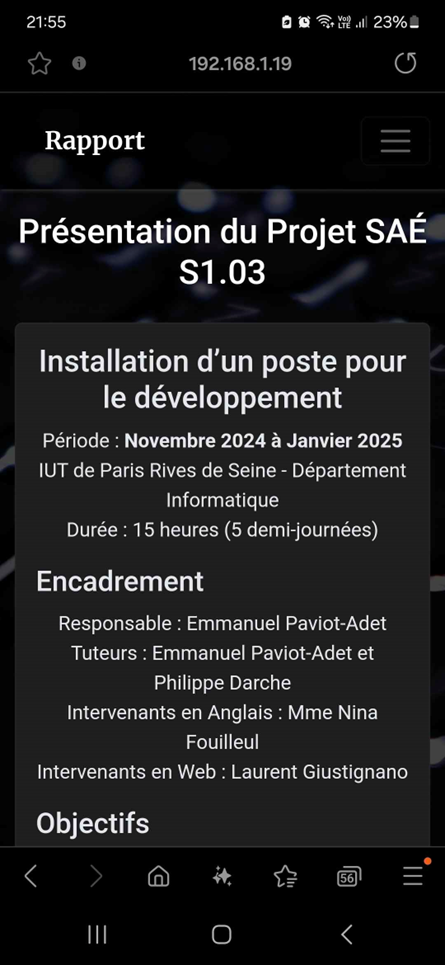 21:55
Vo)) LTE
23%
192.168.1.19
Rapport
Présentation du Projet SAÉ
S1.03
Installation d’un poste pour
le développement
Période : Novembre 2024 à Janvier 2025
IUT de Paris Rives de Seine - Département
Informatique
Durée : 15 heures (5 demi-journées)
Encadrement
Responsable : Emmanuel Paviot-Adet
Tuteurs : Emmanuel Paviot-Adet et
Philippe Darche
Intervenants en Anglais : Mme Nina
Fouilleul
Intervenants en Web : Laurent Giustignano
Objectifs
56